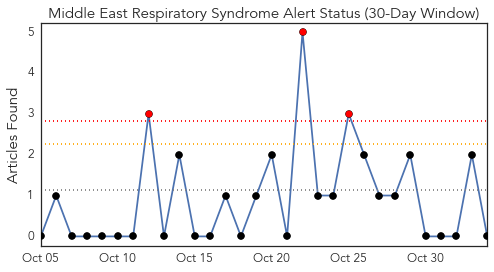 Middle East Respiratory Syndrome Alert Status (30-Day Window)
Articles Found
5
4
3
2
1
0
Oct 05 Oct 10 Oct 15 Oct 20 Oct 25 Oct 30